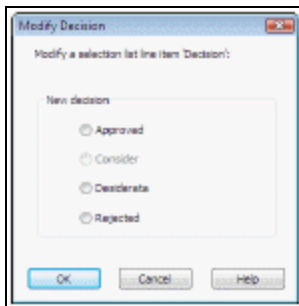 Modify Decision
Modify a selection list line item 'Decision':
New decision
Approved
Consider
Desiderata
Rejected
OK Cancel Help